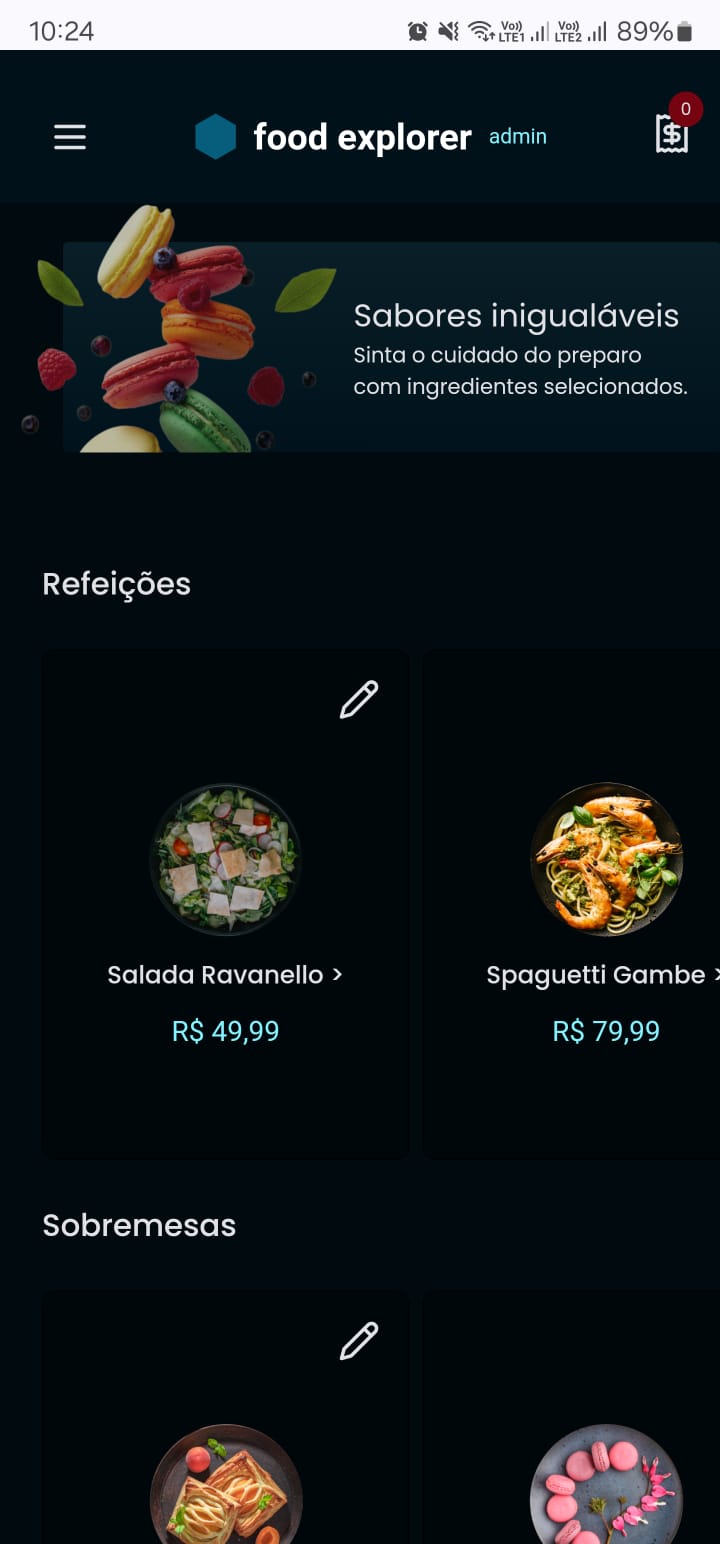 10:24
Vo)) LTE1 Vo)) LTE2 89%
food explorer admin
0
Sabores inigualáveis
Sinta o cuidado do preparo
com ingredientes selecionados.
Refeições
Salada Ravanello > Spaguetti Gambe >
R$ 49,99 R$ 79,99
Sobremesas